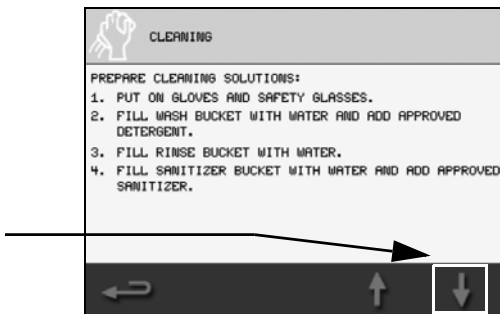 CLEANING
PREPARE CLEANING SOLUTIONS:
1. PUT ON GLOVES AND SAFETY GLASSES.
2. FILL WASH BUCKET WITH WATER AND ADD APPROVED
DETERGENT.
3. FILL RINSE BUCKET WITH WATER.
4. FILL SANITIZER BUCKET WITH WATER AND ADD APPROVED
SANITIZER.